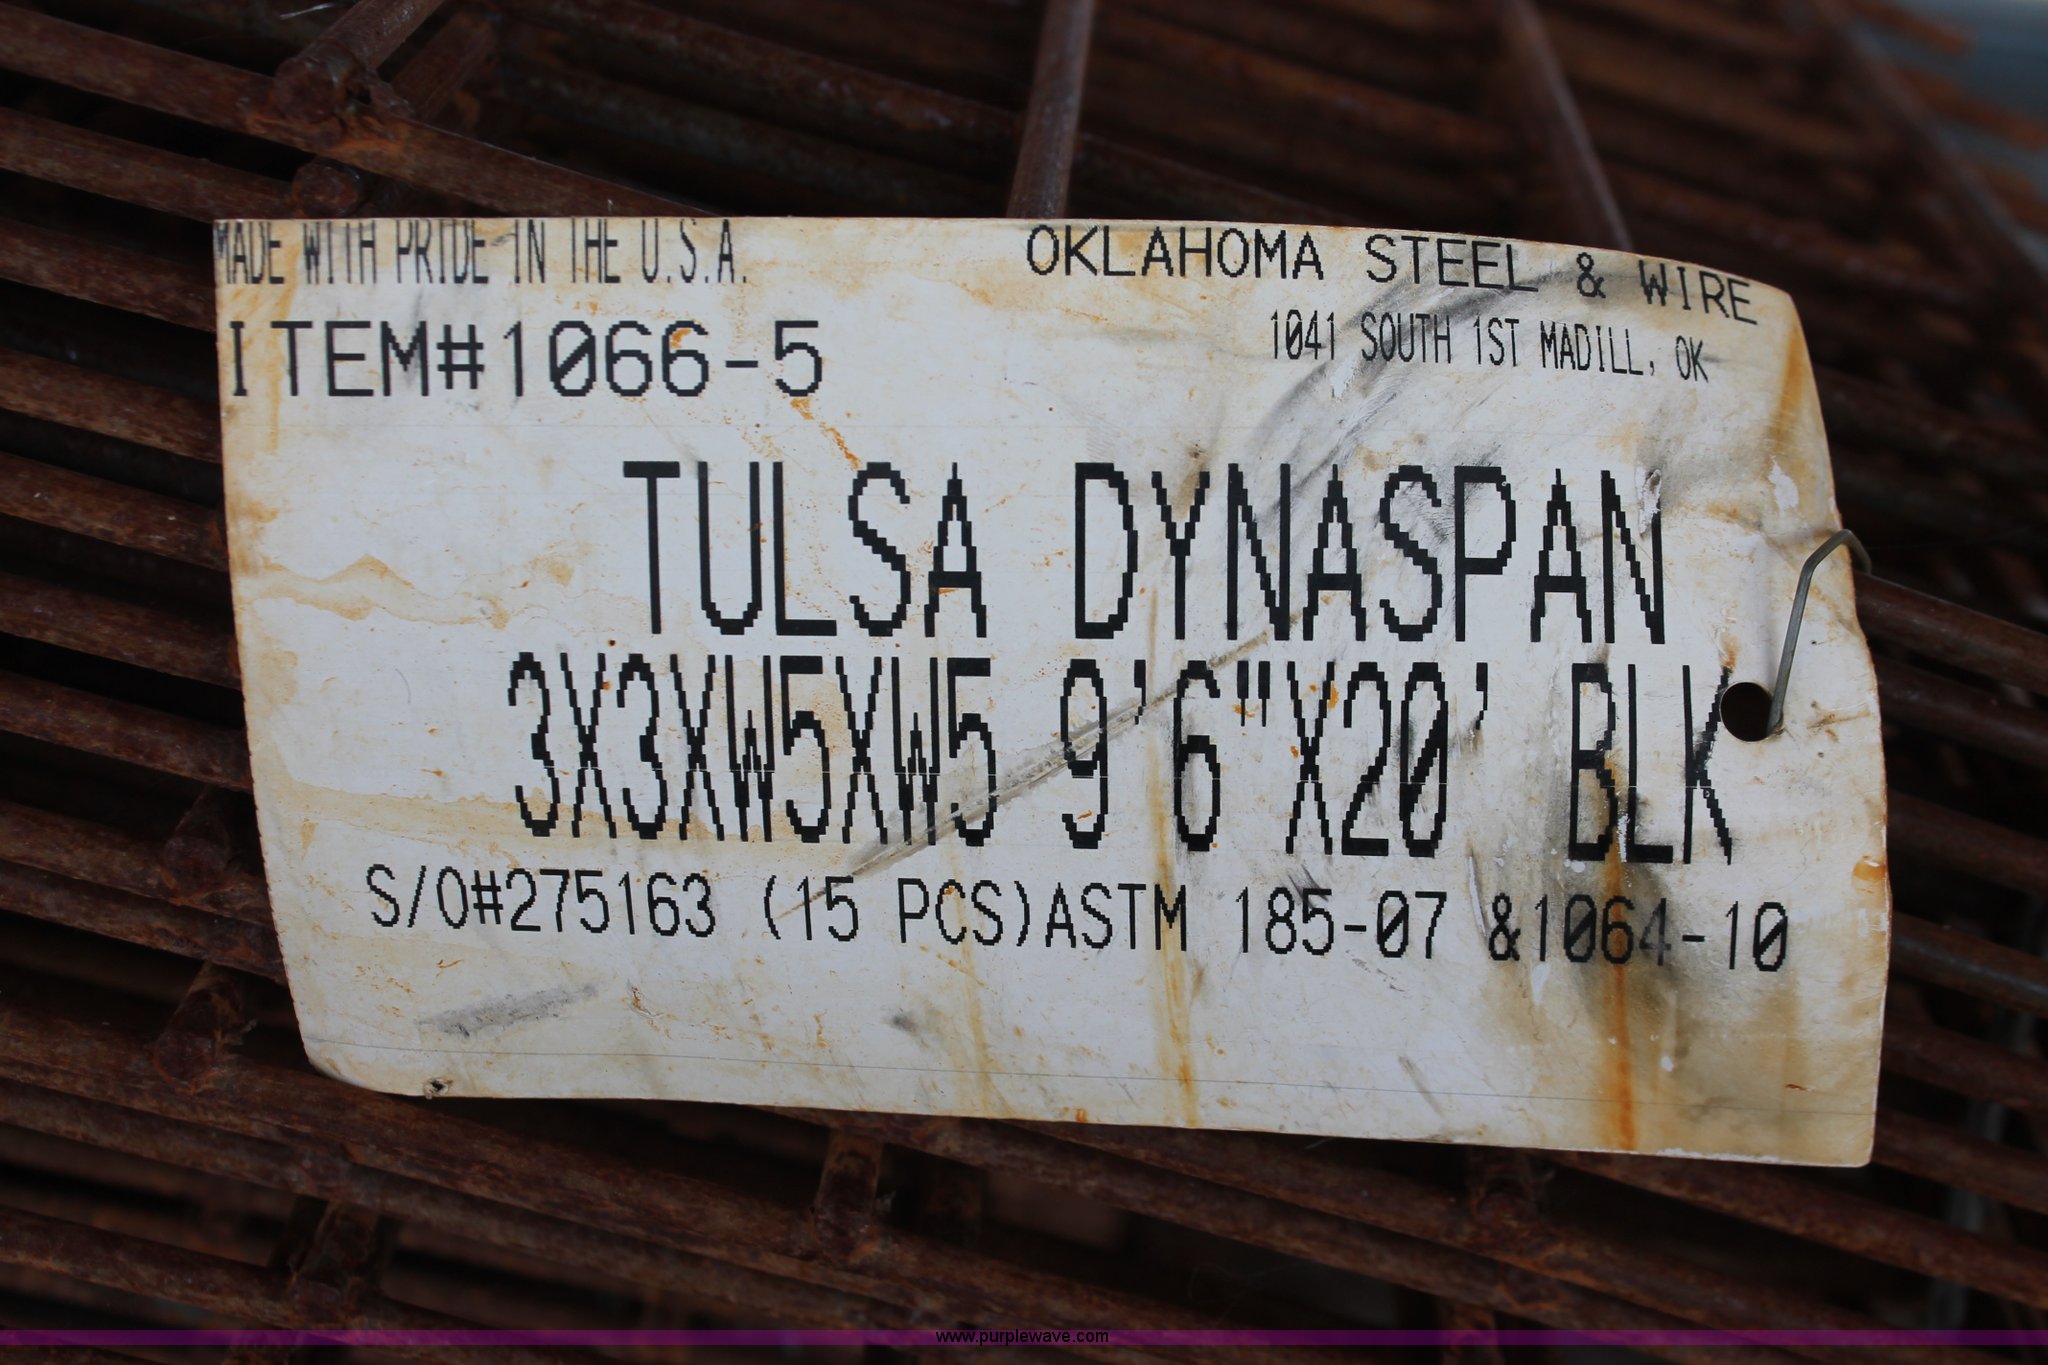 MADE WITH PRIDE IN THE U.S.A.
OKLAHOMA STEEL & WIRE
1041 SOUTH 1ST MADILL, OK
ITEM#1066-5
TULSA DYNASPAN
3X3XW5XW5 9'6"X20' BLK
S/O#275163 (15 PCS)ASTM 185-07 &1064-10
www.purplewave.com